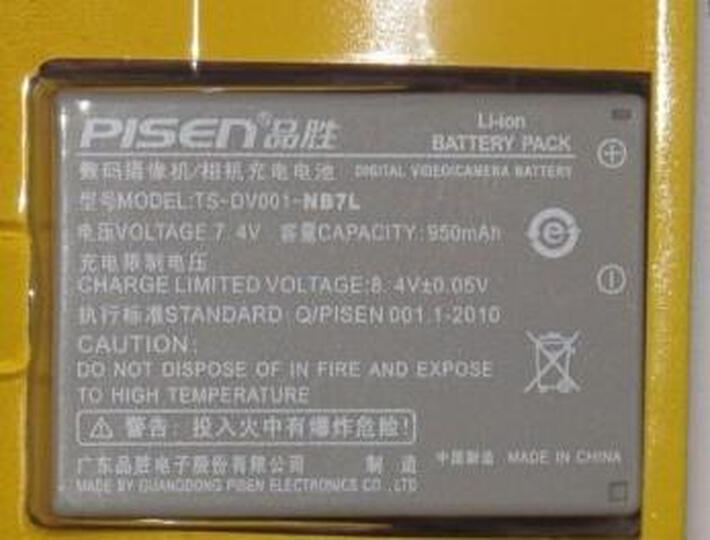 PISEN®品胜
Li-ion
BATTERY PACK
数码摄像机/相机充电电池 DIGITAL VIDEO/CAMERA BATTERY
型号MODEL:TS-DV001-NB7L
电压VOLTAGE 7.4V 容量CAPACITY:950mAh
充电限制电压
CHARGE LIMITED VOLTAGE:8.4V±0.05V
执行标准STANDARD Q/PISEN 001.1-2010
CAUTION:
DO NOT DISPOSE OF IN FIRE AND EXPOSE
TO HIGH TEMPERATURE
警告: 投入火中有爆炸危险!
广东品胜电子股份有限公司 制造
中国制造 MADE IN CHINA
MADE BY GUANGDONG PISEN ELECTRONICS CO.,LTD